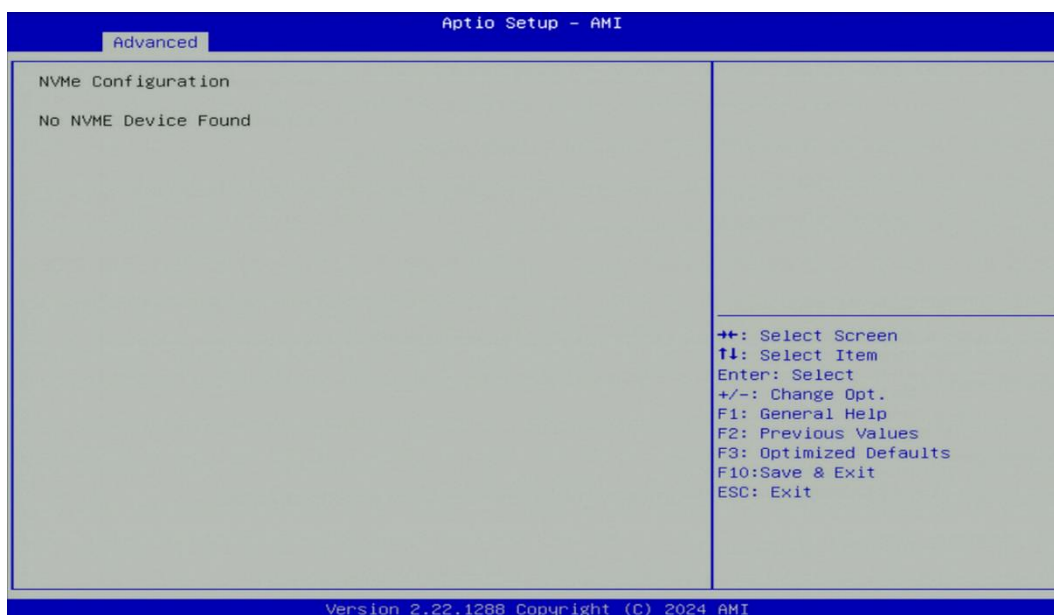 Aptio Setup - AMI
Advanced
NVMe Configuration
No NVME Device Found
→←: Select Screen
↑↓: Select Item
Enter: Select
+/-: Change Opt.
F1: General Help
F2: Previous Values
F3: Optimized Defaults
F10:Save & Exit
ESC: Exit
Version 2.22.1288 Copyright (C) 2024 AMI